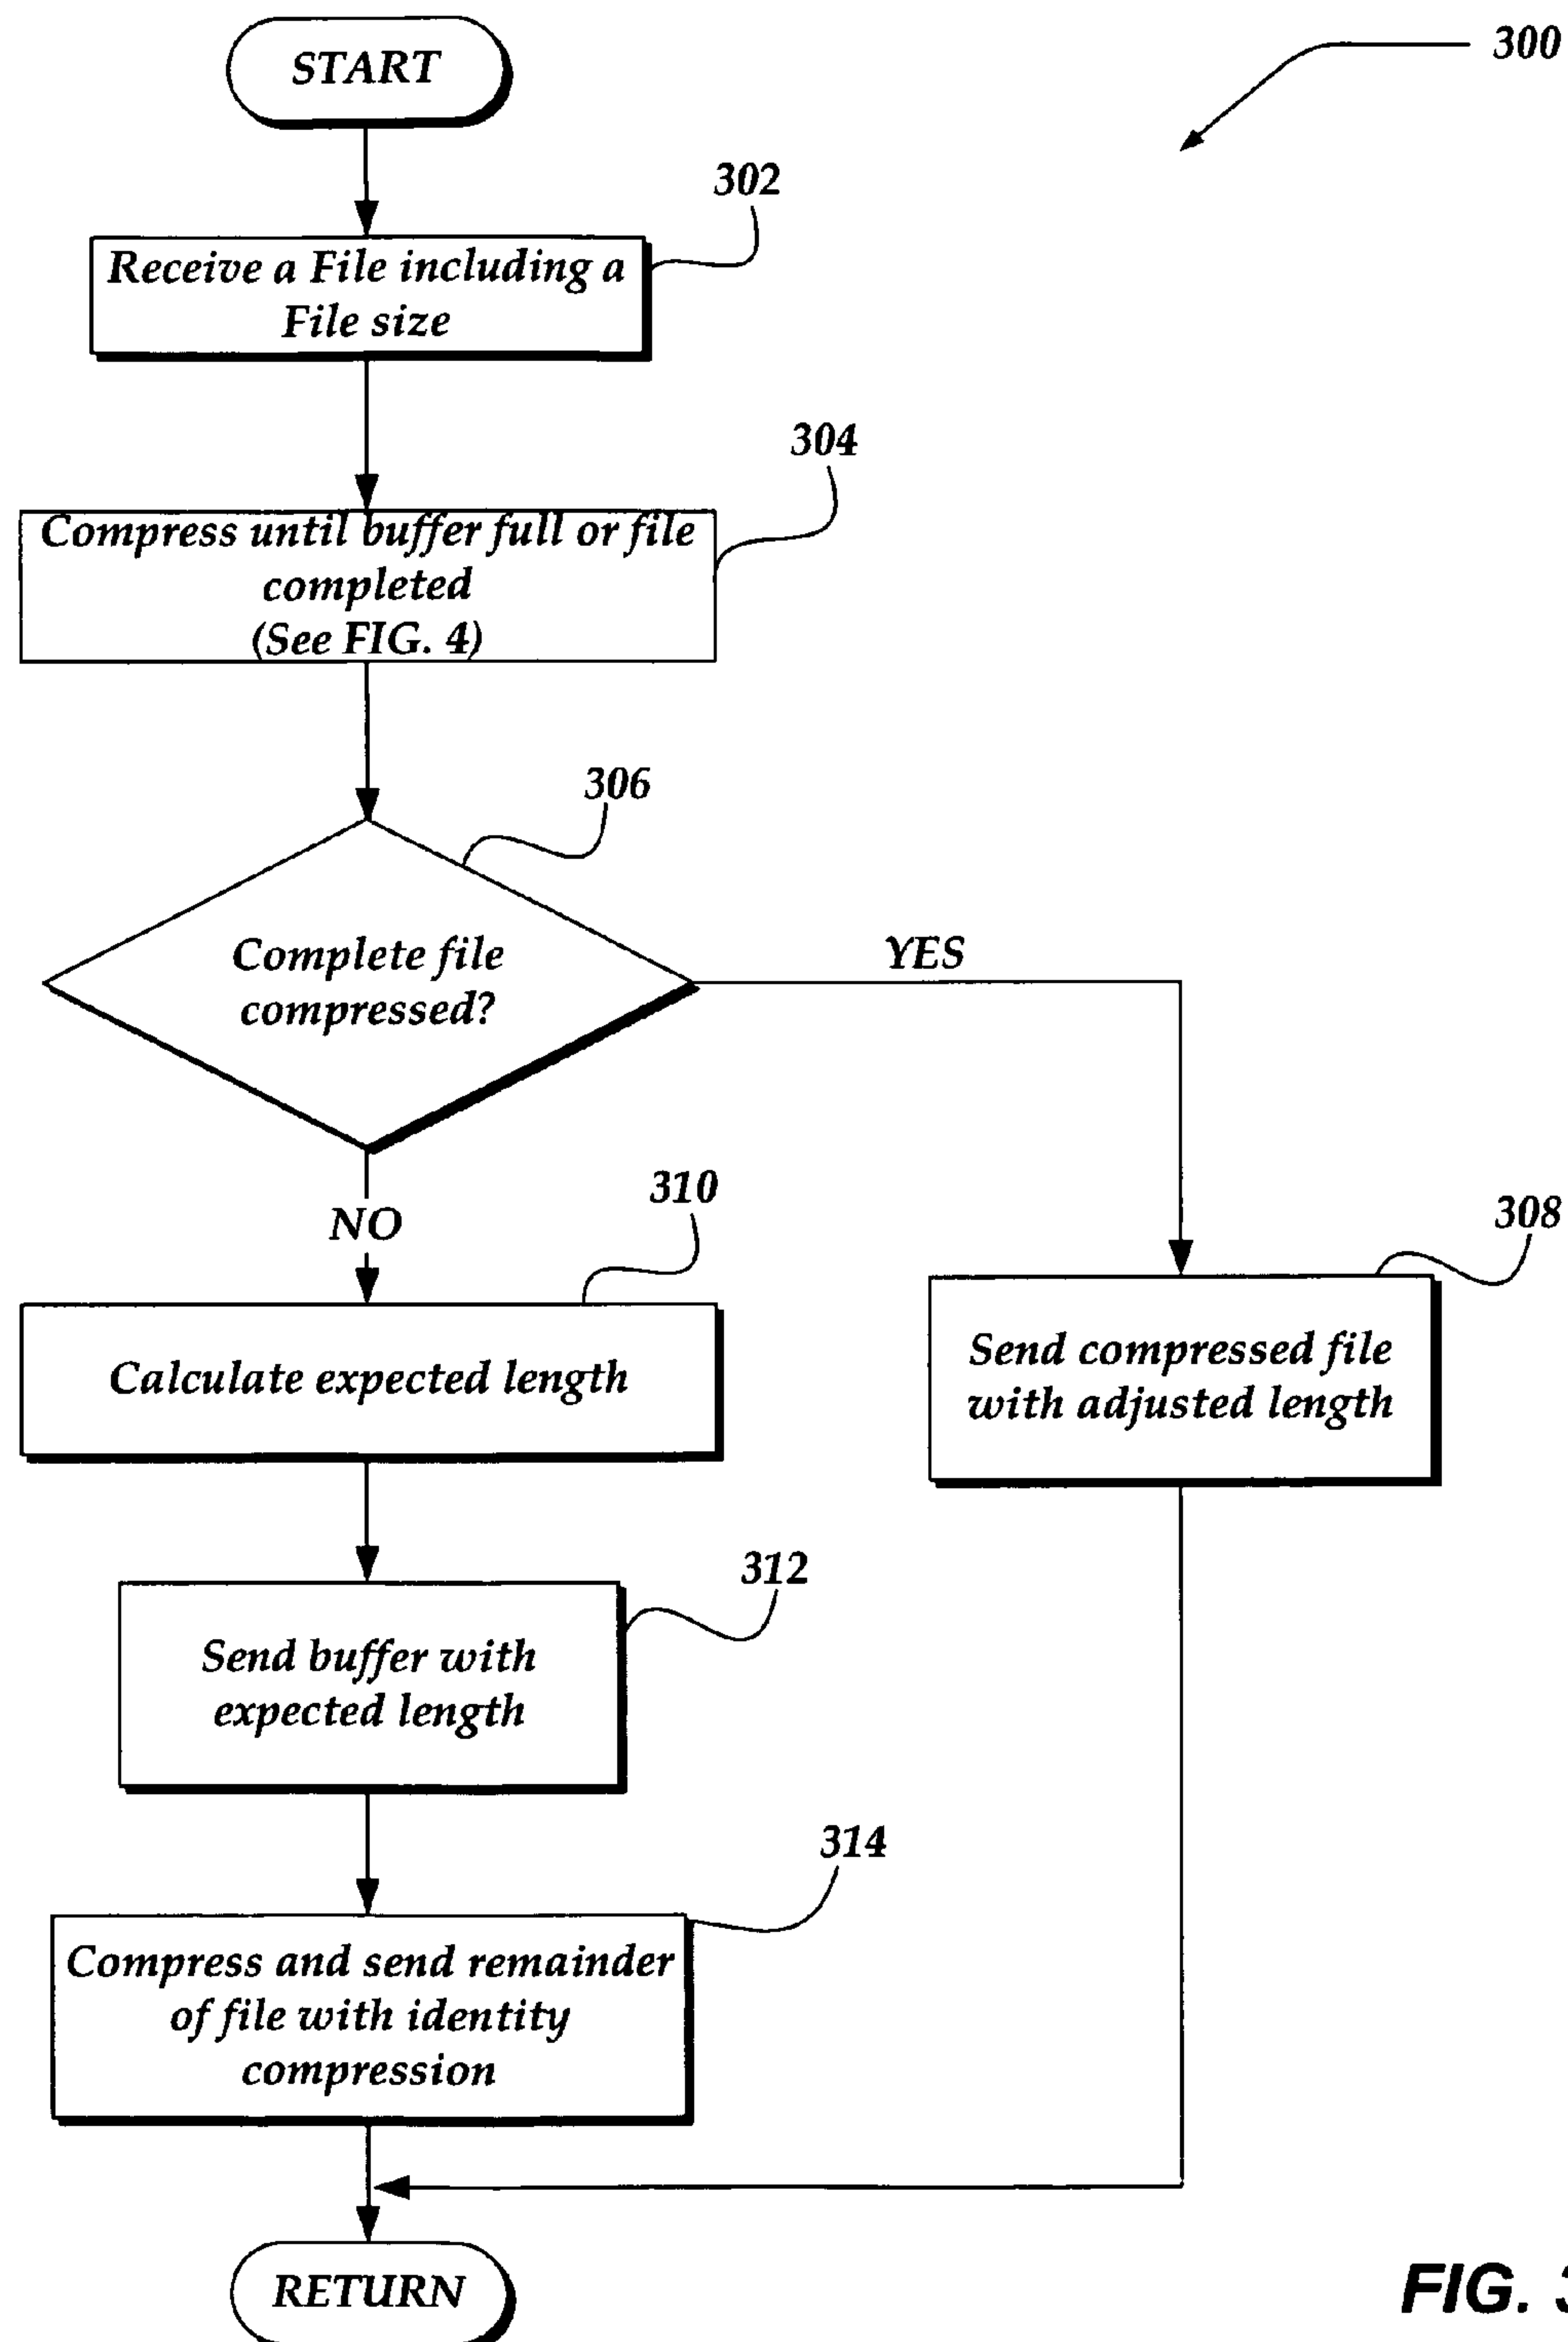 START
300
302
Receive a File including a
File size
304
Compress until buffer full or file
completed
(See FIG. 4)
306
Complete file
compressed?
YES
NO
310
308
Calculate expected length
Send compressed file
with adjusted length
312
Send buffer with
expected length
314
Compress and send remainder
of file with identity
compression
RETURN
FIG. 3